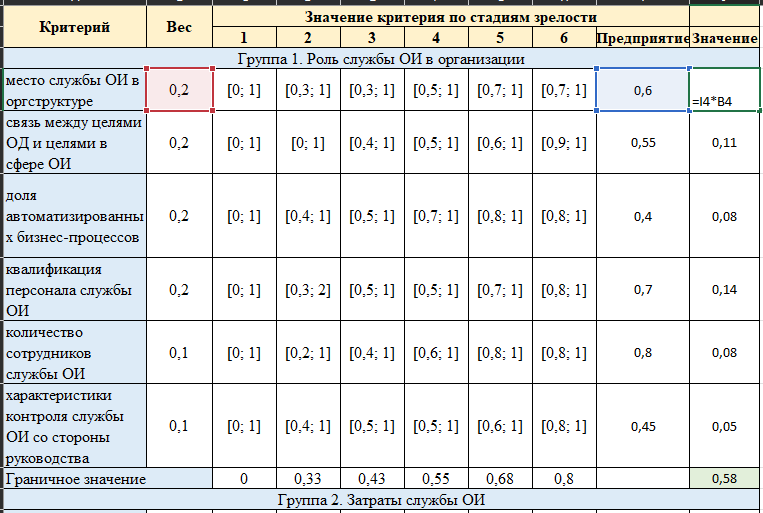 Критерий Вес Значение критерия по стадиям зрелости
1 2 3 4 5 6 Предприятие Значение
Группа 1. Роль службы ОИ в организации
место службы ОИ в
оргструктуре 0,2 [0; 1] [0,3; 1] [0,3; 1] [0,5; 1] [0,7; 1] [0,7; 1] 0,6 =I4*B4
связь между целями
ОД и целями в
сфере ОИ 0,2 [0; 1] [0; 1] [0,4; 1] [0,5; 1] [0,6; 1] [0,9; 1] 0,55 0,11
доля
автоматизированны
х бизнес-процессов 0,2 [0; 1] [0,4; 1] [0,5; 1] [0,7; 1] [0,8; 1] [0,8; 1] 0,4 0,08
квалификация
персонала службы
ОИ 0,2 [0; 1] [0,3; 2] [0,5; 1] [0,5; 1] [0,7; 1] [0,8; 1] 0,7 0,14
количество
сотрудников
службы ОИ 0,1 [0; 1] [0,2; 1] [0,4; 1] [0,6; 1] [0,8; 1] [0,8; 1] 0,8 0,08
характеристики
контроля службы
ОИ со стороны
руководства 0,1 [0; 1] [0,4; 1] [0,5; 1] [0,5; 1] [0,6; 1] [0,8; 1] 0,45 0,05
Граничное значение 0 0,33 0,43 0,55 0,68 0,8 0,58
Группа 2. Затраты службы ОИ